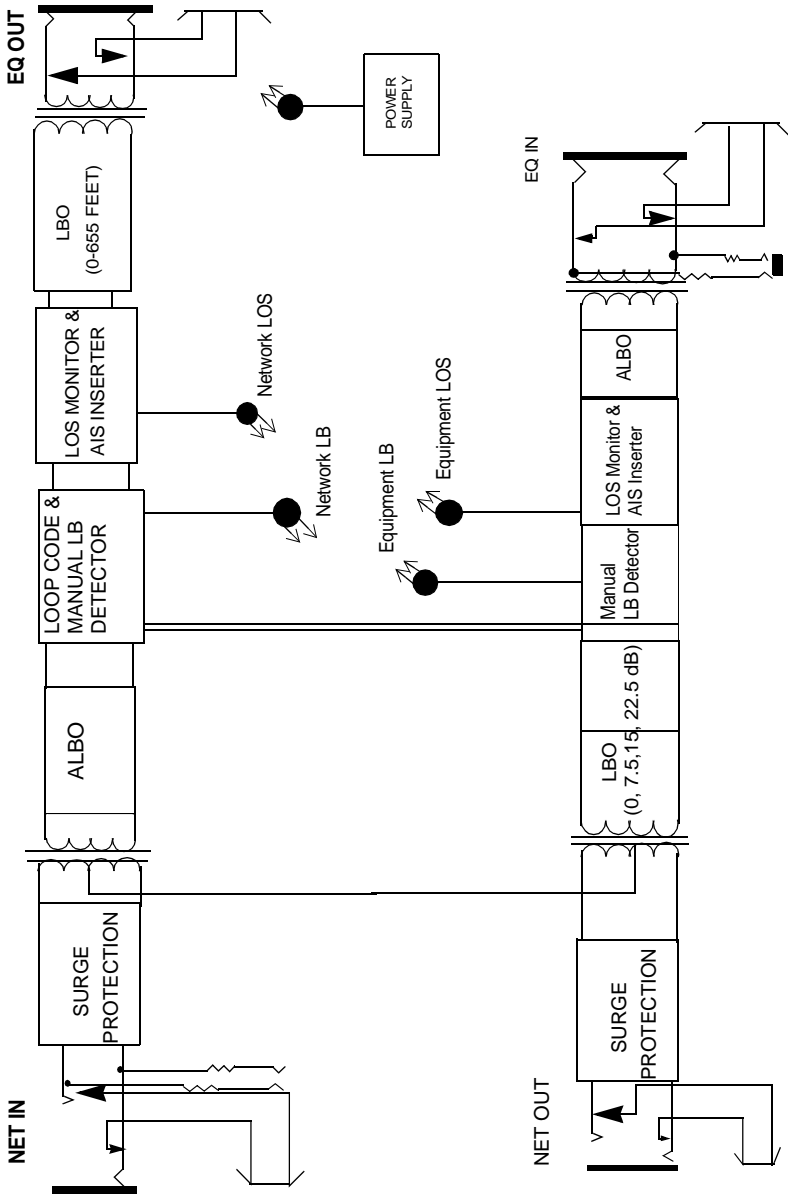 EQ OUT
LBO
(0-655 FEET)
LOS MONITOR &
AIS INSERTER
LOOP CODE &
MANUAL LB
DETECTOR
ALBO
SURGE
PROTECTION
NET IN
POWER
SUPPLY
Network LOS
Network LB
Equipment LB
Equipment LOS
EQ IN
ALBO
LOS Monitor &
AIS Inserter
Manual
LB Detector
LBO
(0, 7.5,15, 22.5 dB)
SURGE
PROTECTION
NET OUT